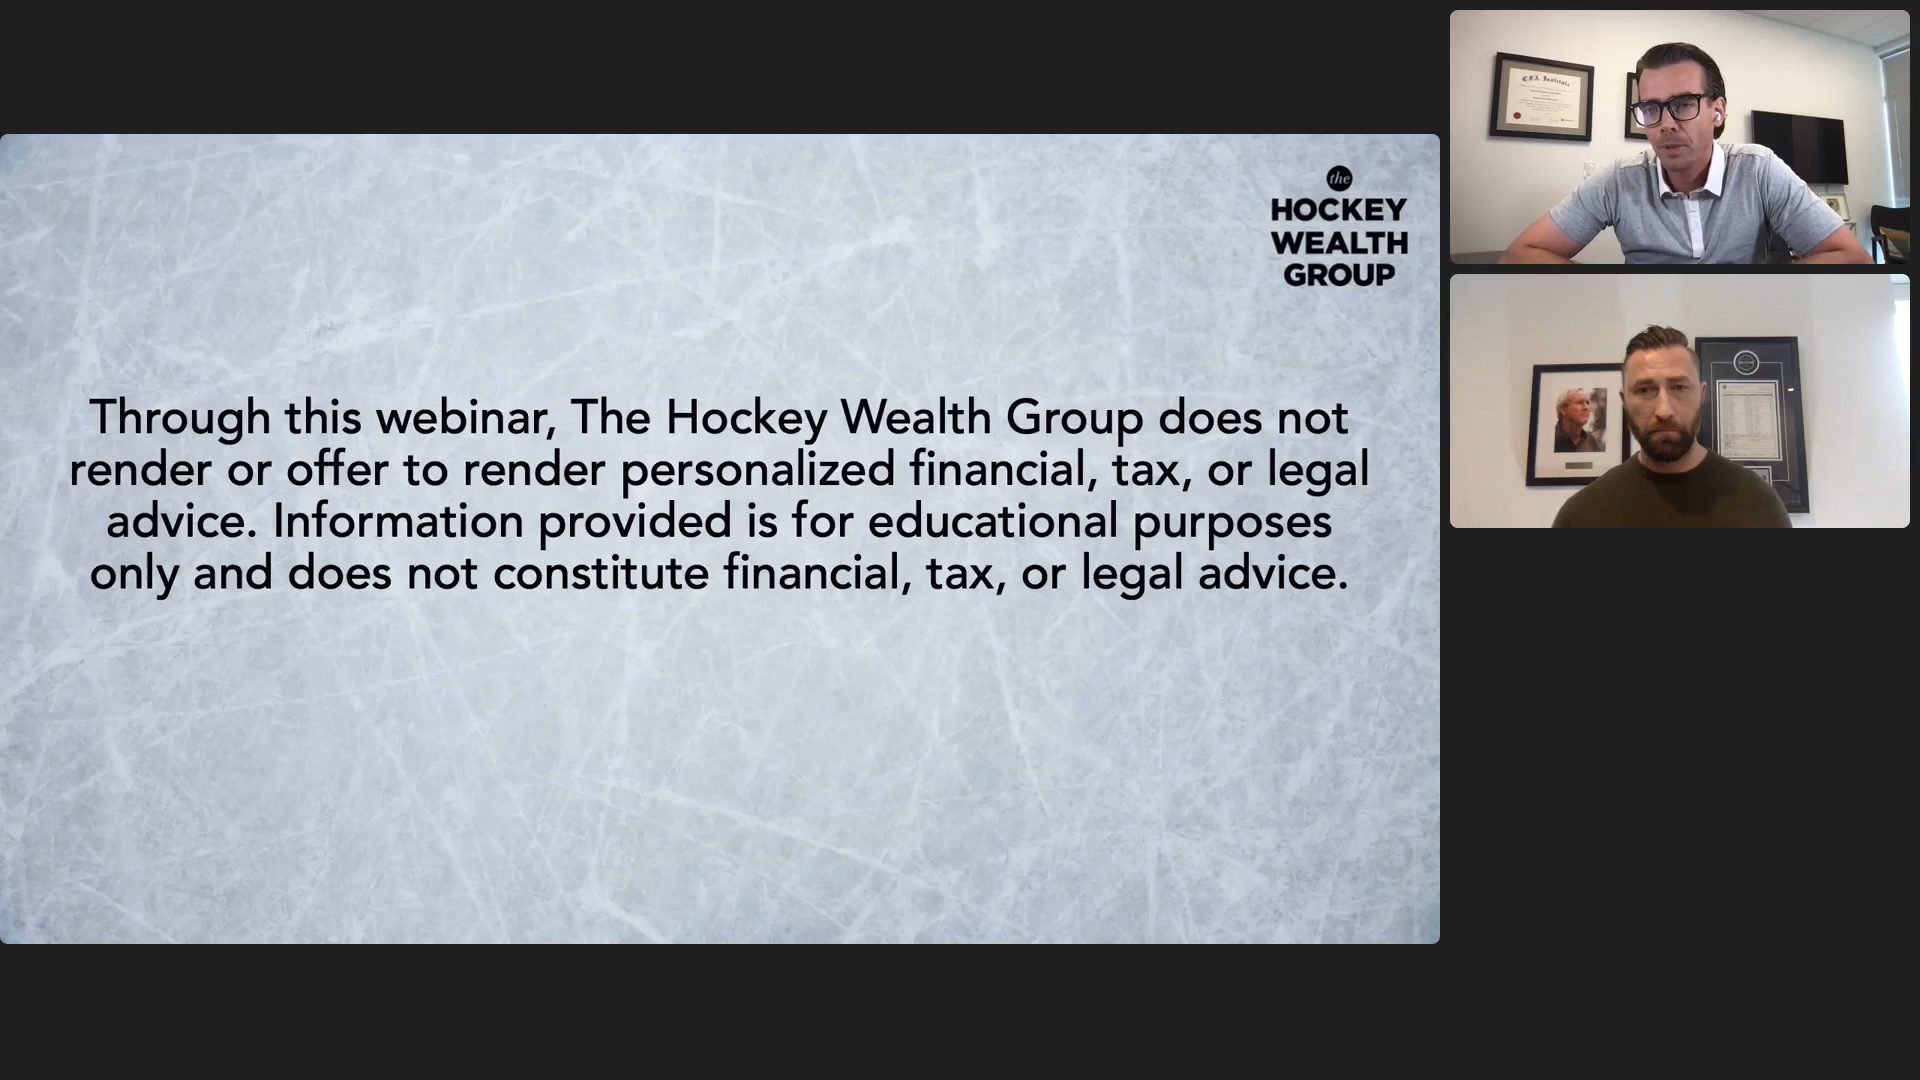 the
HOCKEY
WEALTH
GROUP
Through this webinar, The Hockey Wealth Group does not
render or offer to render personalized financial, tax, or legal
advice. Information provided is for educational purposes
only and does not constitute financial, tax, or legal advice.
CFA Institute